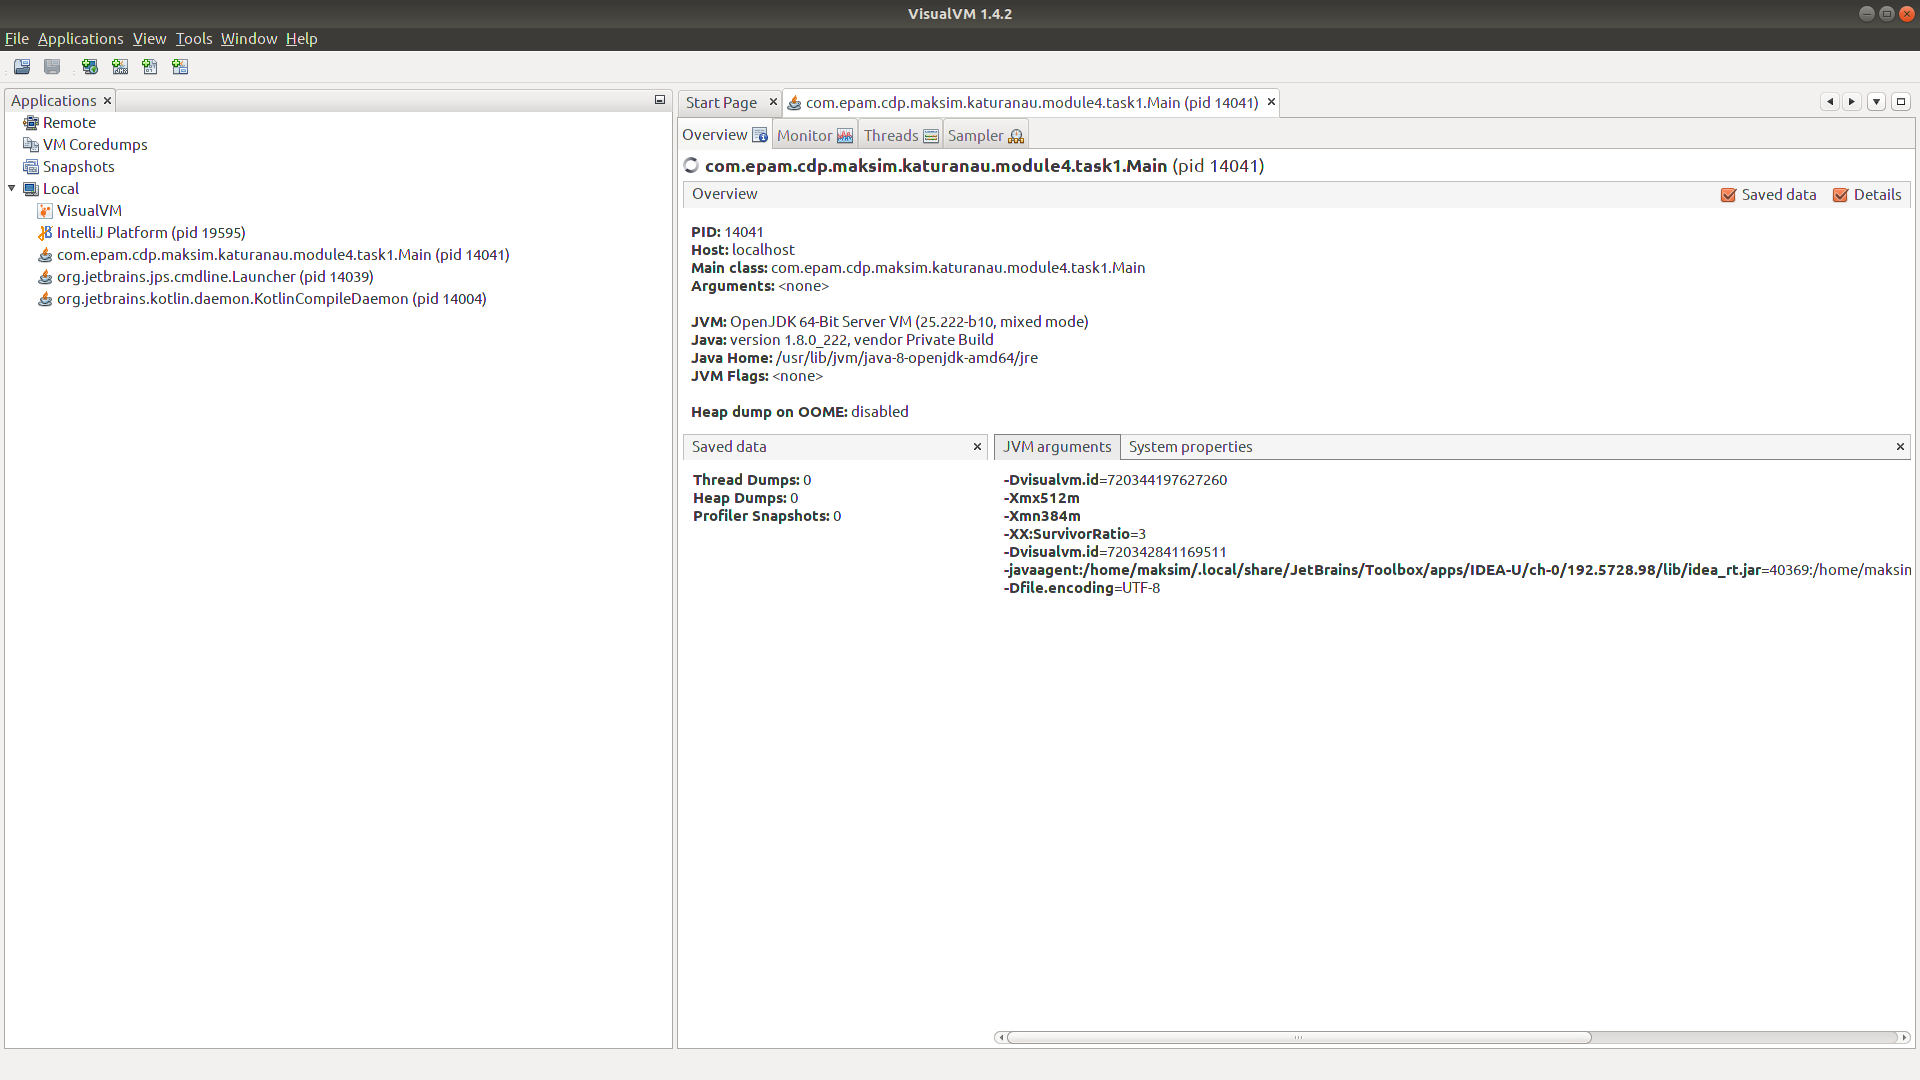 VisualVM 1.4.2
File Applications View Tools Window Help
Applications
Remote
VM Coredumps
Snapshots
Local
VisualVM
IntelliJ Platform (pid 19595)
com.epam.cdp.maksim.katuranau.module4.task1.Main (pid 14041)
org.jetbrains.jps.cmdline.Launcher (pid 14039)
org.jetbrains.kotlin.daemon.KotlinCompileDaemon (pid 14004)
Start Page com.epam.cdp.maksim.katuranau.module4.task1.Main (pid 14041)
Overview Monitor Threads Sampler
com.epam.cdp.maksim.katuranau.module4.task1.Main (pid 14041)
Overview Saved data Details
PID: 14041
Host: localhost
Main class: com.epam.cdp.maksim.katuranau.module4.task1.Main
Arguments: <none>
JVM: OpenJDK 64-Bit Server VM (25.222-b10, mixed mode)
Java: version 1.8.0_222, vendor Private Build
Java Home: /usr/lib/jvm/java-8-openjdk-amd64/jre
JVM Flags: <none>
Heap dump on OOME: disabled
Saved data
Thread Dumps: 0
Heap Dumps: 0
Profiler Snapshots: 0
JVM arguments System properties
-Dvisualvm.id=720344197627260
-Xmx512m
-Xmn384m
-XX:SurvivorRatio=3
-Dvisualvm.id=720342841169511
-javaagent:/home/maksim/.local/share/JetBrains/Toolbox/apps/IDEA-U/ch-0/192.5728.98/lib/idea_rt.jar=40369:/home/maksin
-Dfile.encoding=UTF-8